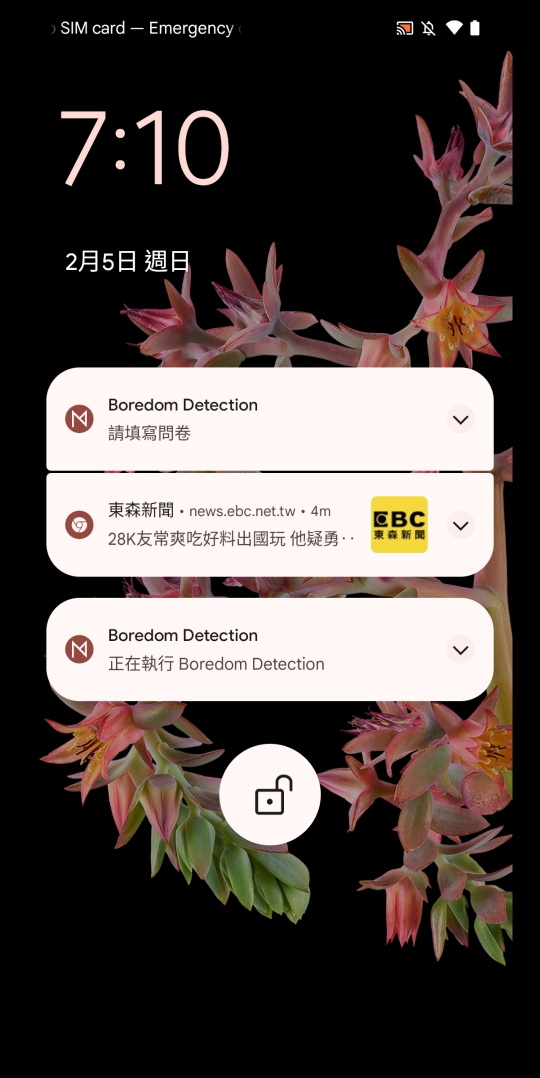 SIM card — Emergency
7:10
2月5日 週日
Boredom Detection
請填寫問卷
東森新聞 • news.ebc.net.tw • 4m
28K友常爽吃好料出國玩 他疑勇‥
EBC
東森新聞
Boredom Detection
正在執行 Boredom Detection